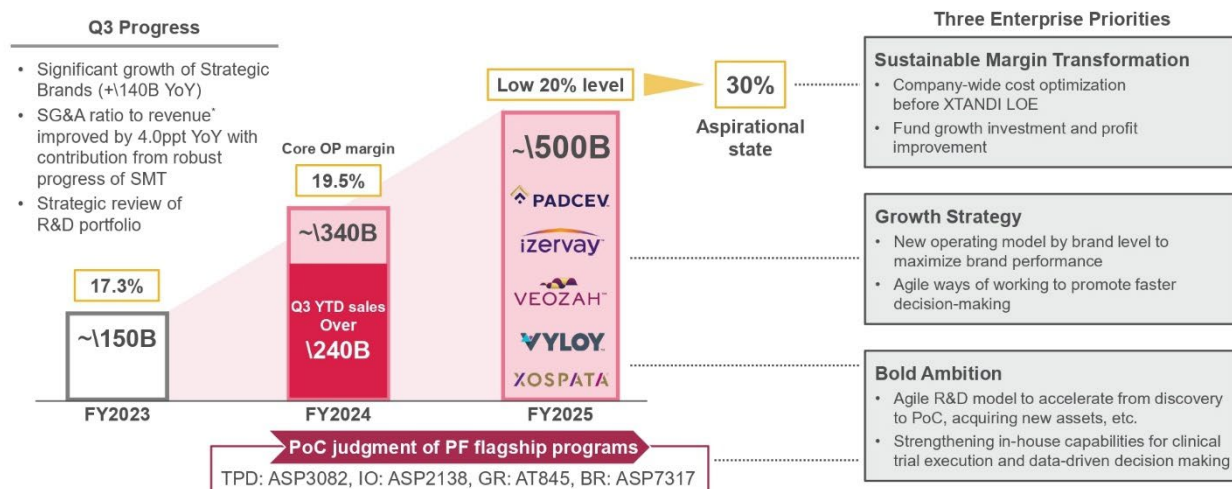 Q3 Progress
• Significant growth of Strategic
Brands (+\140B YoY)
• SG&A ratio to revenue*
improved by 4.0ppt YoY with
contribution from robust
progress of SMT
• Strategic review of
R&D portfolio
17.3%
~\150B
FY2023
Core OP margin
19.5%
~\340B
Q3 YTD sales
Over
\240B
FY2024
Low 20% level
~\500B
PADCEV™
izervay™
VEOZAH™
VYLOY™
XOSPATA®
FY2025
30%
Aspirational
state
PoC judgment of PF flagship programs
TPD: ASP3082, IO: ASP2138, GR: AT845, BR: ASP7317
Three Enterprise Priorities
Sustainable Margin Transformation
• Company-wide cost optimization
before XTANDI LOE
• Fund growth investment and profit
improvement
Growth Strategy
• New operating model by brand level to
maximize brand performance
• Agile ways of working to promote faster
decision-making
Bold Ambition
• Agile R&D model to accelerate from discovery
to PoC, acquiring new assets, etc.
• Strengthening in-house capabilities for clinical
trial execution and data-driven decision making